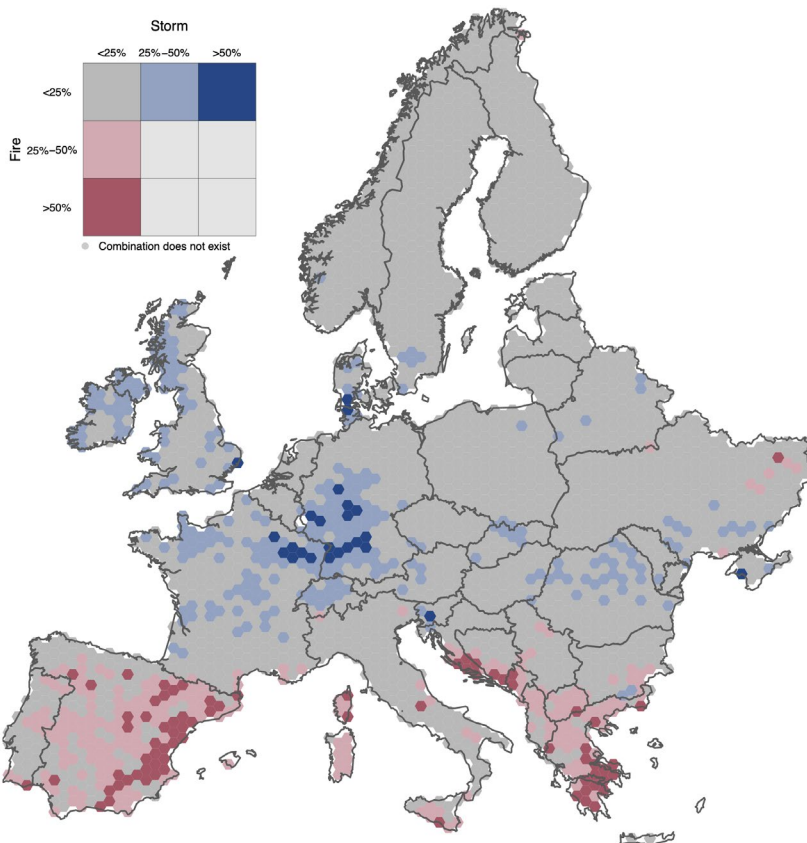 Storm
<25% 25%−50% >50%
<25%
Fire
25%−50%
>50%
Combination does not exist